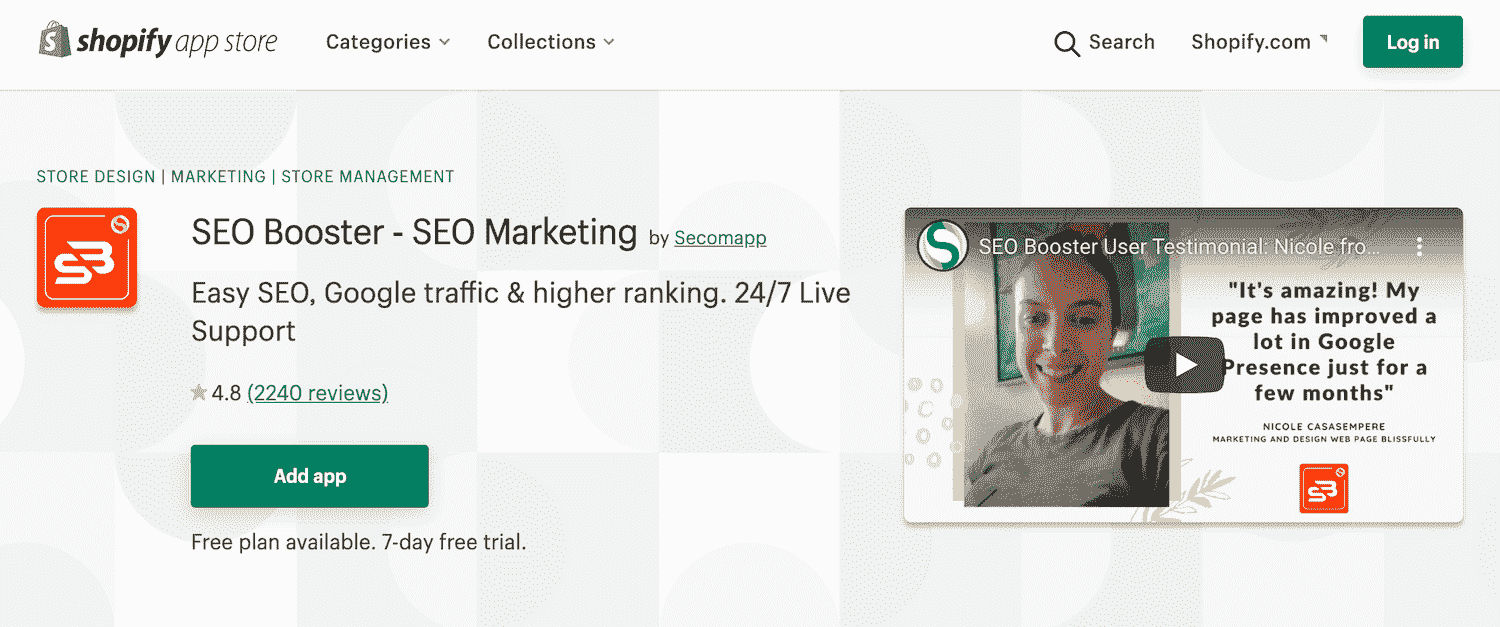 shopify app store
Categories
Collections
Search
Shopify.com
Log in
STORE DESIGN | MARKETING | STORE MANAGEMENT
SB
SEO Booster - SEO Marketing by Secomapp
Easy SEO, Google traffic & higher ranking. 24/7 Live
Support
4.8 (2240 reviews)
Add app
Free plan available. 7-day free trial.
SEO Booster User Testimonial: Nicole fro...
"It's amazing! My
page has improved a
lot in Google
Presence just for a
few months"
NICOLE CASASEMPERE
MARKETING AND DESIGN WEB PAGE BLISSFULLY
SB